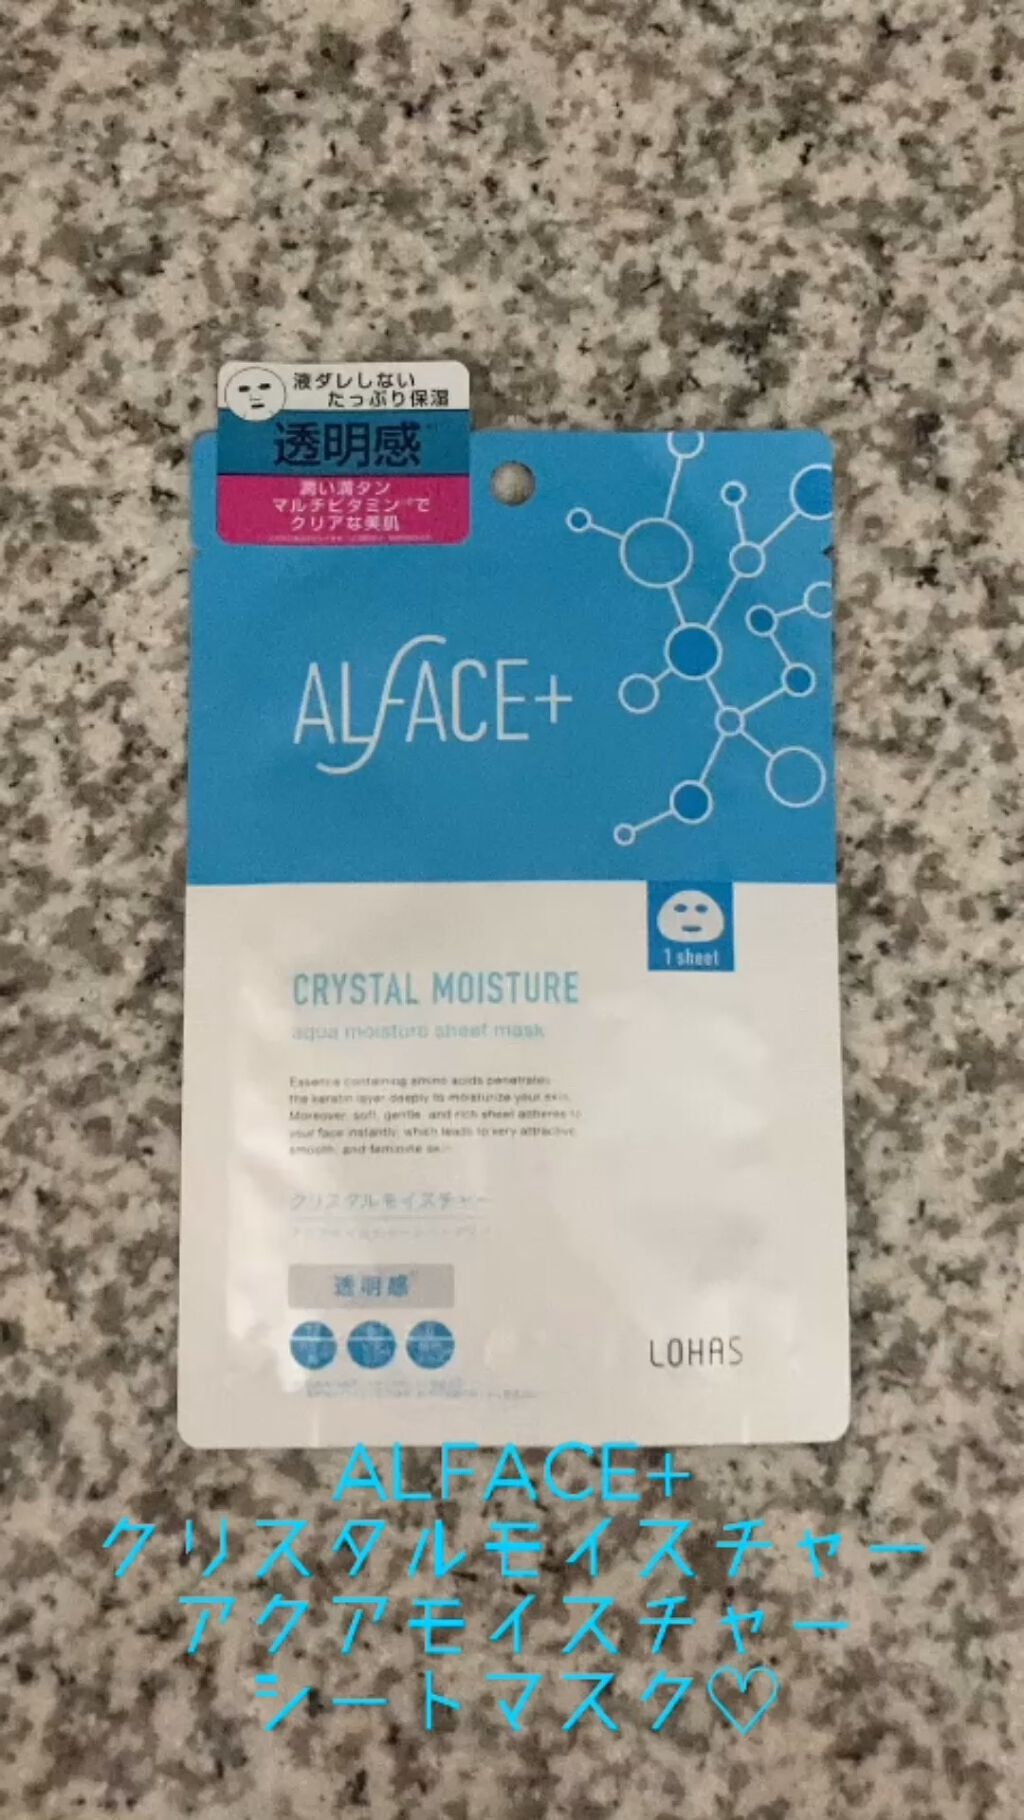 液ダレしない
たっぷり保湿
透明感
潤い満タン
マルチビタミンで
クリアな美肌
ALFACE+
1 sheet
CRYSTAL MOISTURE
aqua moisture sheet mask
Essence containing amino acids penetrates
the keratin layer deeply to moisturize your skin.
Moreover, soft, gentle, and rich sheet adheres to
your face instantly, which leads to very attractive,
smooth, and feminine skin.
クリスタルモイスチャー
透明感
LOHAS
ALFACE+
クリスタルモイスチャー
アクアモイスチャー
シートマスク♡